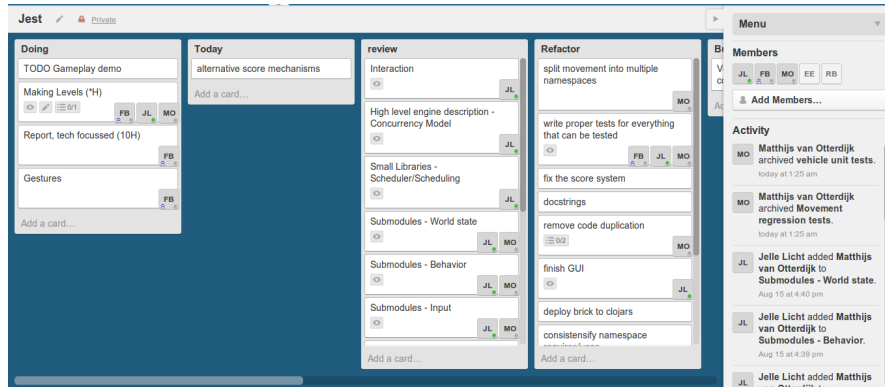 Jest
Private
Doing
TODO Gameplay demo
Making Levels (*H)
0/1
FB JL MO
Report, tech focussed (10H)
FB
Gestures
FB
Add a card…
Today
alternative score mechanisms
Add a card…
review
Interaction
JL
High level engine description -
Concurrency Model
JL
Small Libraries -
Scheduler/Scheduling
JL
Submodules - World state
JL MO
Submodules - Behavior
JL MO
Submodules - Input
JL MO
Add a card…
Refactor
split movement into multiple
namespaces
MO
write proper tests for everything
that can be tested
FB JL MO
fix the score system
docstrings
remove code duplication
0/2
MO
finish GUI
JL
deploy brick to clojars
consistensify namespace
Add a card…
Menu
Members
JL FB MO EE RB
Add Members…
Activity
MO
Matthijs van Otterdijk
archived vehicle unit tests.
today at 1:25 am
MO
Matthijs van Otterdijk
archived Movement
regression tests.
today at 1:25 am
JL
Jelle Licht added Matthijs
van Otterdijk to
Submodules - World state.
Aug 15 at 4:40 pm
JL
Jelle Licht added Matthijs
van Otterdijk to
Submodules - Behavior.
Aug 15 at 4:39 pm
JL
Jelle Licht added Matthijs